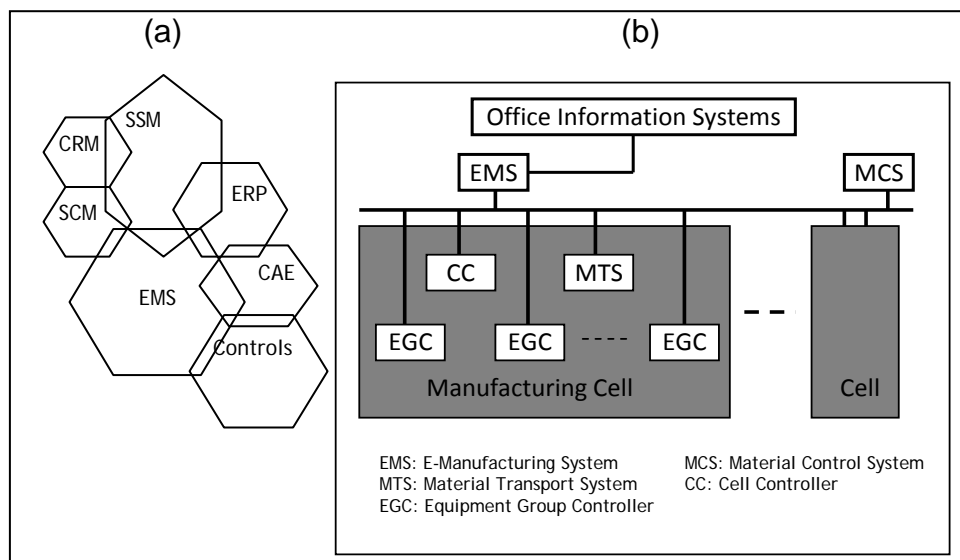 (a)
(b)
SSM
CRM
ERP
SCM
CAE
EMS
Controls
Office Information Systems
EMS
MCS
CC
MTS
EGC
EGC
----
EGC
Manufacturing Cell
Cell
EMS: E-Manufacturing System
MTS: Material Transport System
EGC: Equipment Group Controller
MCS: Material Control System
CC: Cell Controller